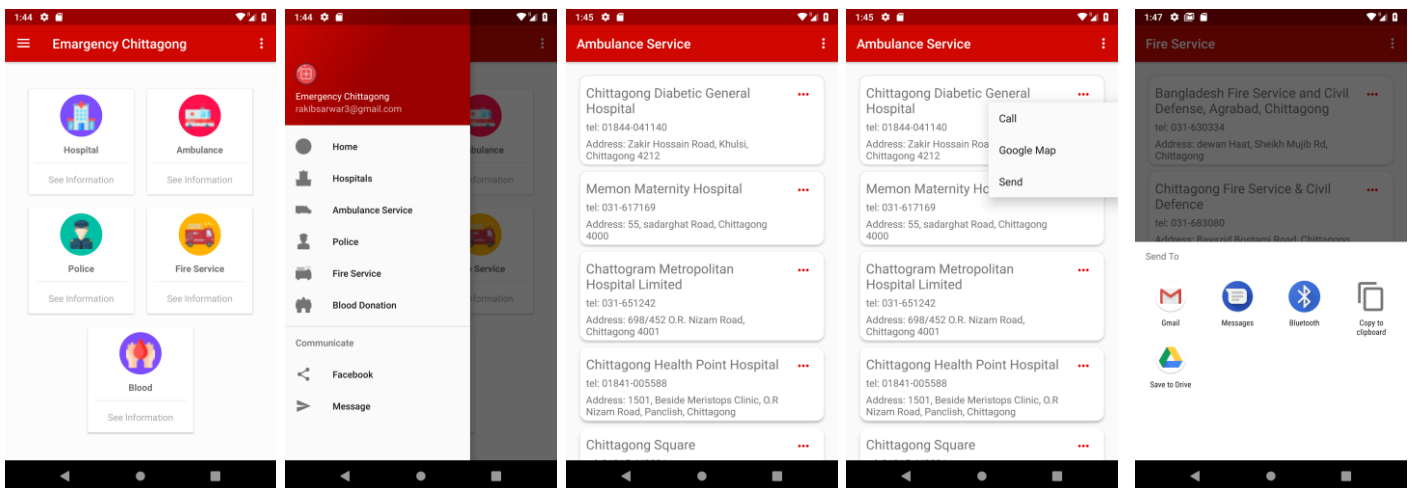 1:44
Emargency Chittagong
Hospital
See Information
Ambulance
See Information
Police
See Information
Fire Service
See Information
Blood
See Information
1:44
Emergency Chittagong
rakibsarwar3@gmail.com
Home
Hospitals
Ambulance Service
Police
Fire Service
Blood Donation
Communicate
Facebook
Message
1:45
Ambulance Service
Chittagong Diabetic General
Hospital
tel: 01844-041140
Address: Zakir Hossain Road, Khulsi,
Chittagong 4212
Memon Maternity Hospital
tel: 031-617169
Address: 55, sadarghat Road, Chittagong
4000
Chattogram Metropolitan
Hospital Limited
tel: 031-651242
Address: 698/452 O.R. Nizam Road,
Chittagong 4001
Chittagong Health Point Hospital
tel: 01841-005588
Address: 1501, Beside Meristops Clinic, O.R
Nizam Road, Panclish, Chittagong
Chittagong Square
1:45
Ambulance Service
Chittagong Diabetic General
Hospital
tel: 01844-041140
Address: Zakir Hossain Roa
Chittagong 4212
Call
Google Map
Send
Memon Maternity Ho
tel: 031-617169
Address: 55, sadarghat Road, Chittagong
4000
Chattogram Metropolitan
Hospital Limited
tel: 031-651242
Address: 698/452 O.R. Nizam Road,
Chittagong 4001
Chittagong Health Point Hospital
tel: 01841-005588
Address: 1501, Beside Meristops Clinic, O.R
Nizam Road, Panclish, Chittagong
Chittagong Square
1:47
Fire Service
Bangladesh Fire Service and Civil
Defense, Agrabad, Chittagong
tel: 031-630334
Address: dewan Haat, Sheikh Mujib Rd,
Chittagong
Chittagong Fire Service & Civil
Defence
tel: 031-683080
Address: Bayazid Bostami Road, Chittagong
Send To
Gmail
Messages
Bluetooth
Copy to
clipboard
Save to Drive